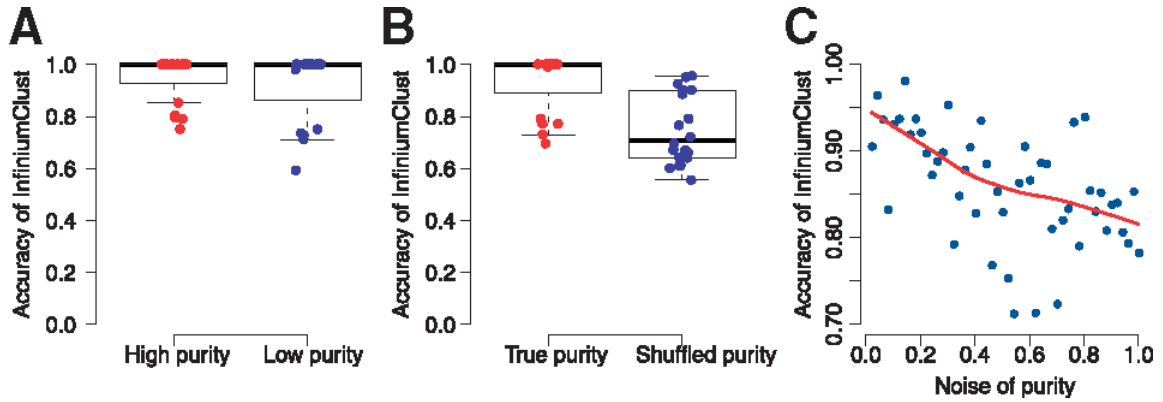 A
Accuracy of InfiniumClust
1.0
0.8
0.6
0.4
0.2
0.0
High purity
Low purity
B
Accuracy of InfiniumClust
1.0
0.8
0.6
0.4
0.2
0.0
True purity
Shuffled purity
C
Accuracy of InfiniumClust
1.00
0.90
0.80
0.70
0.0
0.2
0.4
0.6
0.8
1.0
Noise of purity